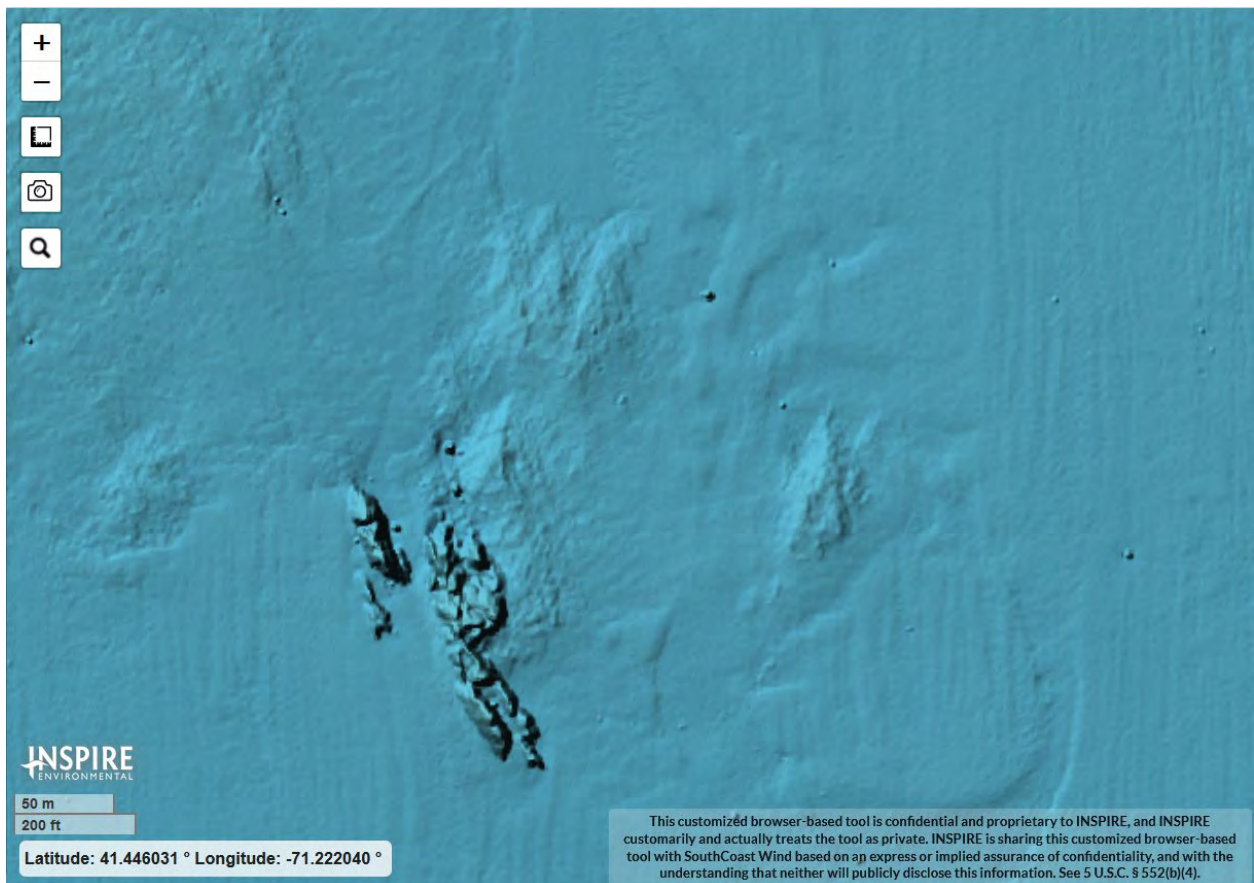 +
−
INSPIRE
ENVIRONMENTAL
50 m
200 ft
Latitude: 41.446031 ° Longitude: -71.222040 °
This customized browser-based tool is confidential and proprietary to INSPIRE, and INSPIRE
customarily and actually treats the tool as private. INSPIRE is sharing this customized browser-based
tool with SouthCoast Wind based on an express or implied assurance of confidentiality, and with the
understanding that neither will publicly disclose this information. See 5 U.S.C. § 552(b)(4).